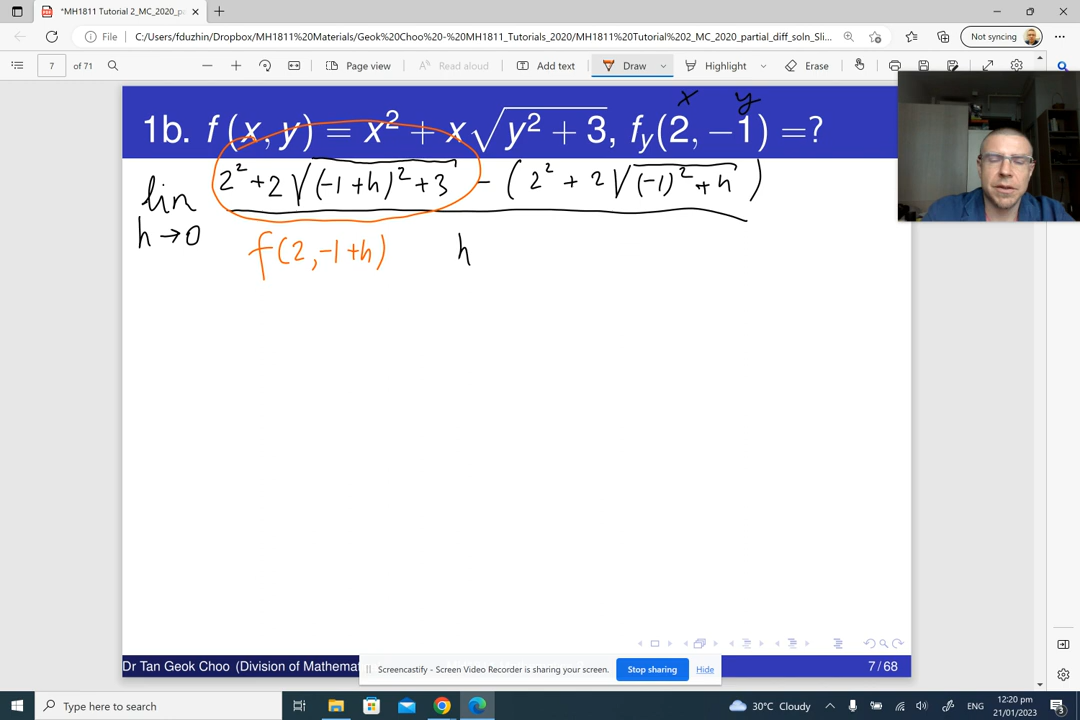 *MH1811 Tutorial 2_MC_2020_pa
File C:/Users/fduzhin/Dropbox/MH1811%20Materials/Geok%20Choo%20-%20MH1811_Tutorials_2020/MH1811%20Tutorial%202_MC_2020_partial_diff_soln_Sli... Not syncing
7 of 71 Page view Read aloud Add text Draw Highlight Erase
x y
1b. f(x, y) = x² + x√(y² + 3), f_y(2, −1) =?
lim h→0
2² + 2√((-1+h)² + 3) − (2² + 2√((-1)² + h))
f(2, -1+h) h
Dr Tan Geok Choo (Division of Mathema 7 / 68
Screencastify - Screen Video Recorder is sharing your screen. Stop sharing Hide
Type here to search 30°C Cloudy ENG 12:20 pm 21/01/2023 3